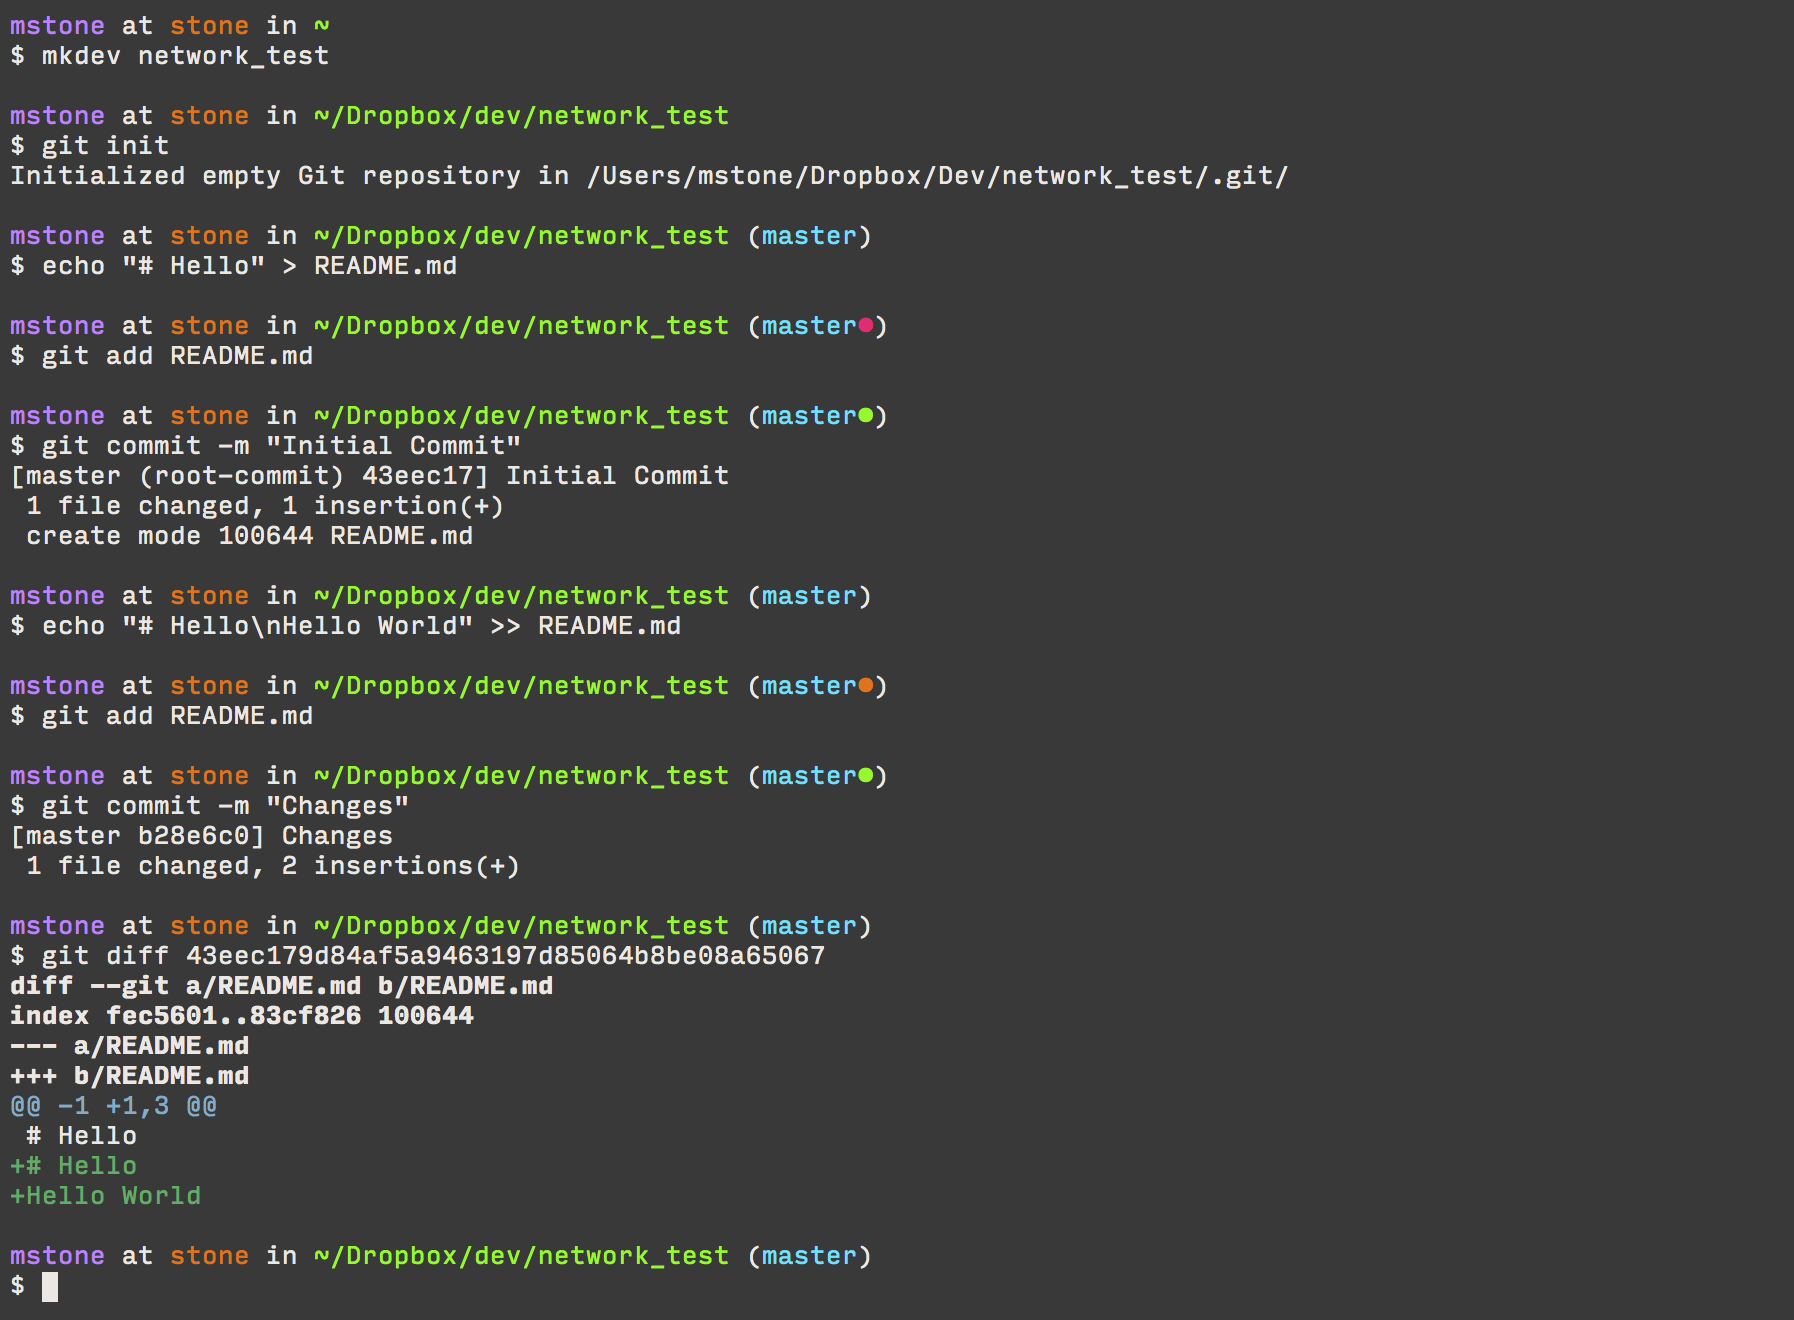 mstone at stone in ~
$ mkdev network_test
mstone at stone in ~/Dropbox/dev/network_test
$ git init
Initialized empty Git repository in /Users/mstone/Dropbox/Dev/network_test/.git/
mstone at stone in ~/Dropbox/dev/network_test (master)
$ echo "# Hello" > README.md
mstone at stone in ~/Dropbox/dev/network_test (master●)
$ git add README.md
mstone at stone in ~/Dropbox/dev/network_test (master●)
$ git commit -m "Initial Commit"
[master (root-commit) 43eec17] Initial Commit
 1 file changed, 1 insertion(+)
 create mode 100644 README.md
mstone at stone in ~/Dropbox/dev/network_test (master)
$ echo "# Hello\nHello World" >> README.md
mstone at stone in ~/Dropbox/dev/network_test (master●)
$ git add README.md
mstone at stone in ~/Dropbox/dev/network_test (master●)
$ git commit -m "Changes"
[master b28e6c0] Changes
 1 file changed, 2 insertions(+)
mstone at stone in ~/Dropbox/dev/network_test (master)
$ git diff 43eec179d84af5a9463197d85064b8be08a65067
diff --git a/README.md b/README.md
index fec5601..83cf826 100644
--- a/README.md
+++ b/README.md
@@ -1 +1,3 @@
 # Hello
+# Hello
+Hello World
mstone at stone in ~/Dropbox/dev/network_test (master)
$